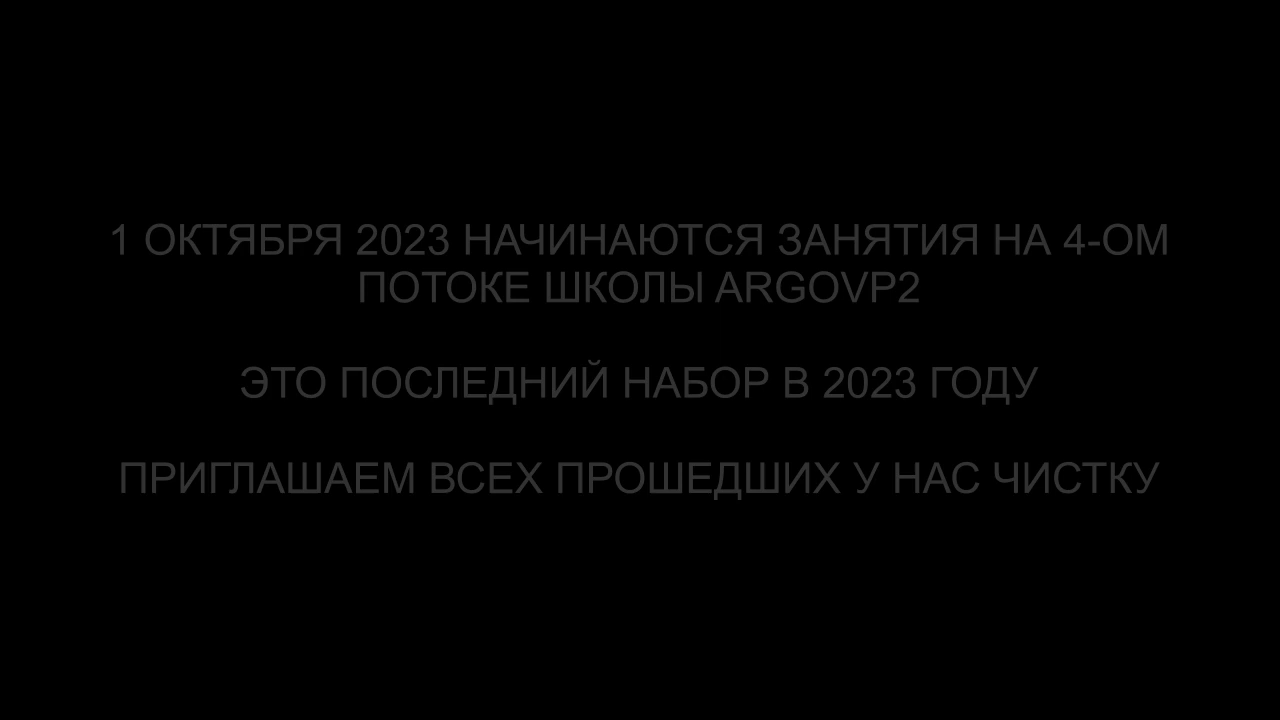 1 ОКТЯБРЯ 2023 НАЧИНАЮТСЯ ЗАНЯТИЯ НА 4-ОМ
ПОТОКЕ ШКОЛЫ ARGOVP2
ЭТО ПОСЛЕДНИЙ НАБОР В 2023 ГОДУ
ПРИГЛАШАЕМ ВСЕХ ПРОШЕДШИХ У НАС ЧИСТКУ